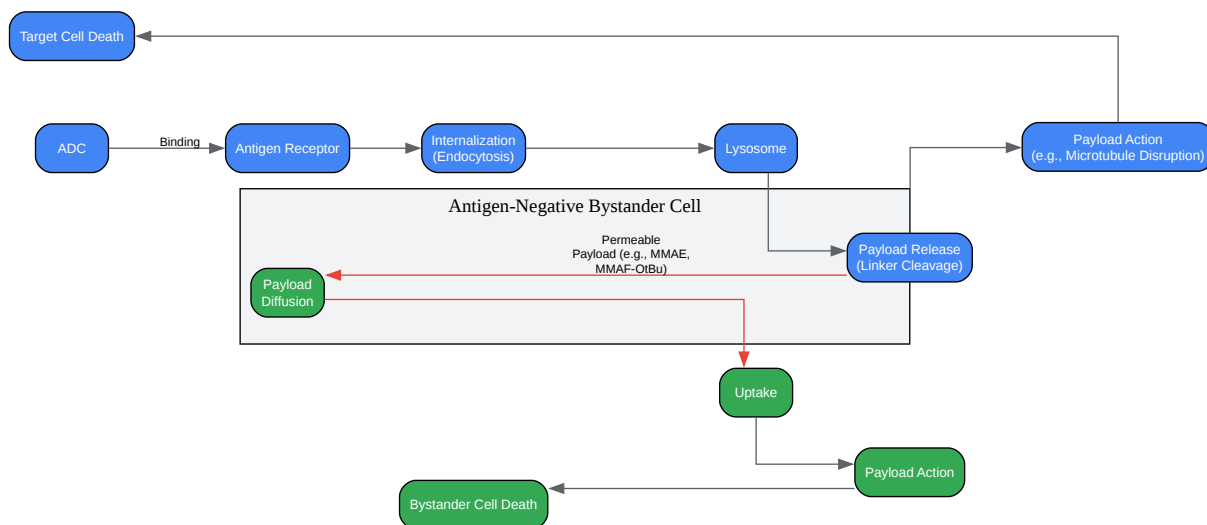 Target Cell Death
ADC
Binding
Antigen Receptor
Internalization
(Endocytosis)
Lysosome
Payload Action
(e.g., Microtubule Disruption)
Antigen-Negative Bystander Cell
Permeable
Payload (e.g., MMAE,
MMAF-OtBu)
Payload Release
(Linker Cleavage)
Payload
Diffusion
Uptake
Payload Action
Bystander Cell Death